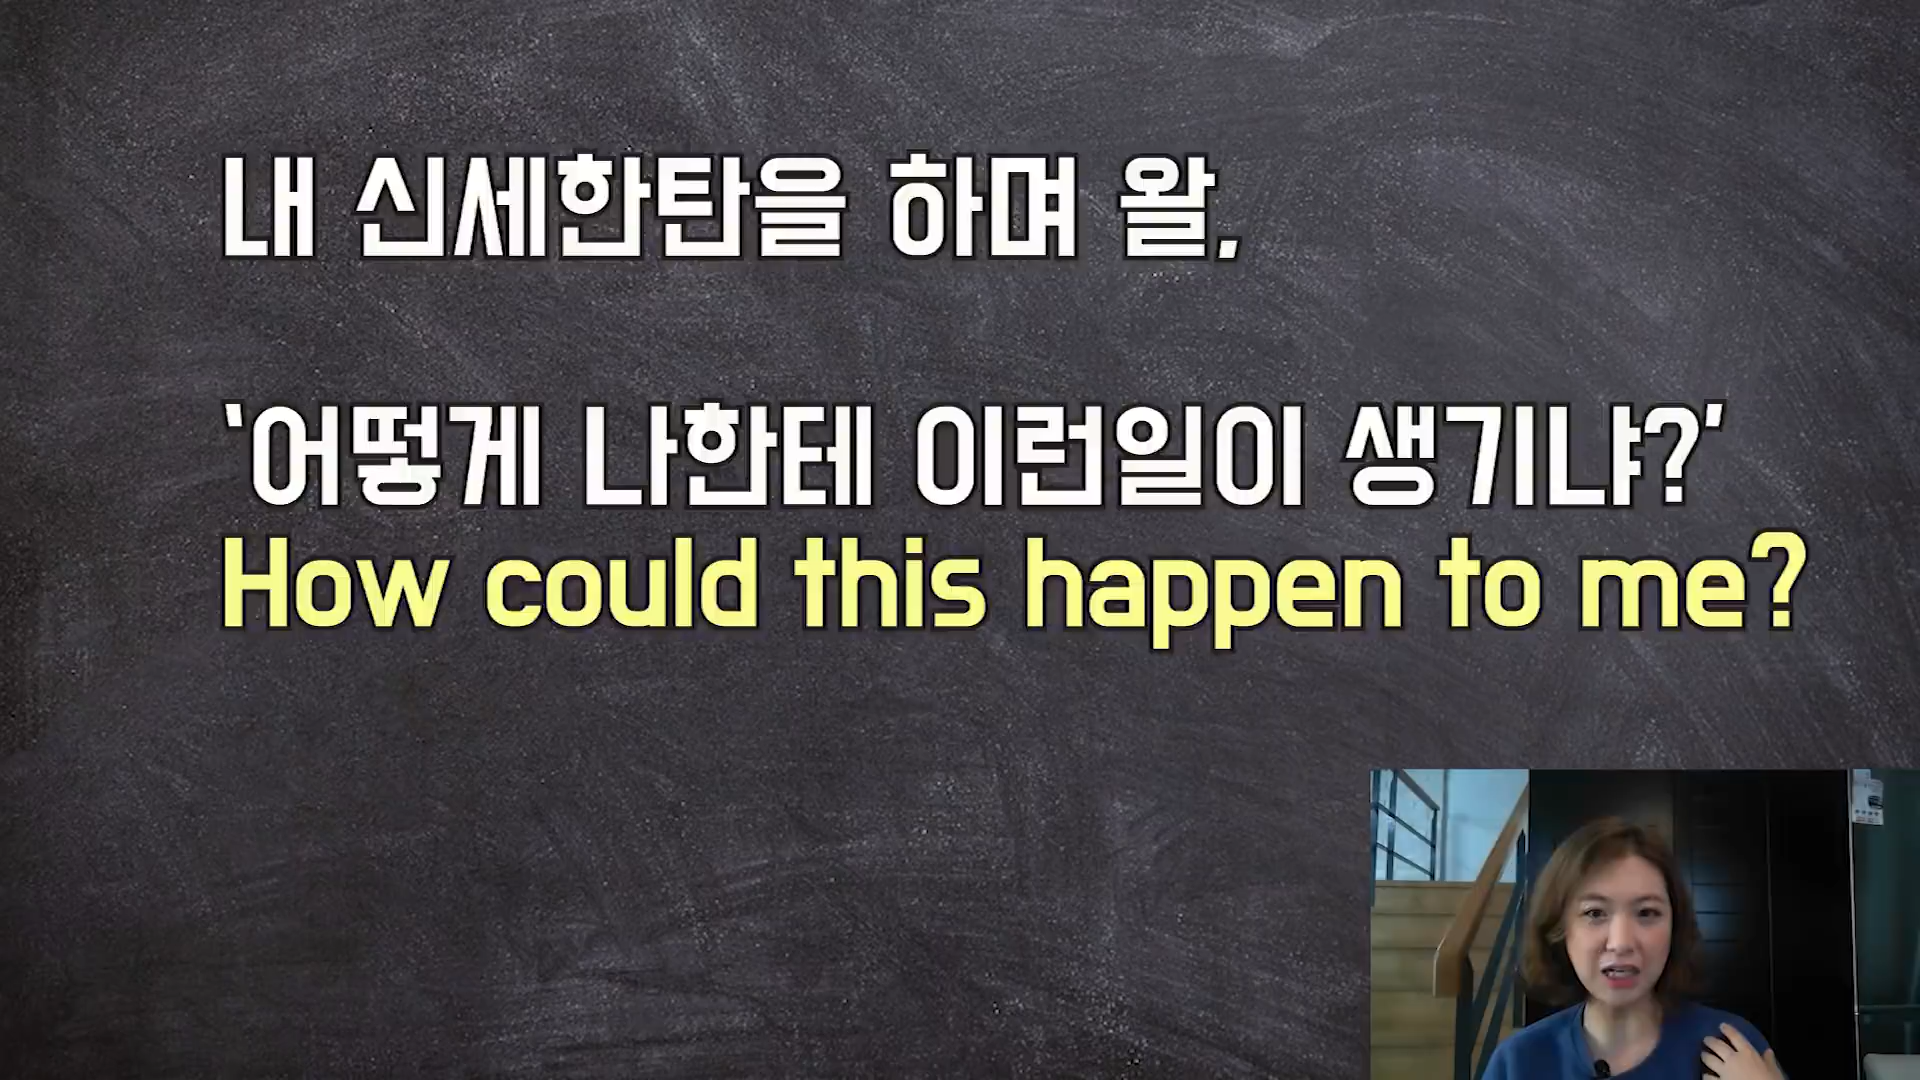 내 신세한탄을 하며 왈,
‘어떻게 나한테 이런일이 생기냐?’
How could this happen to me?